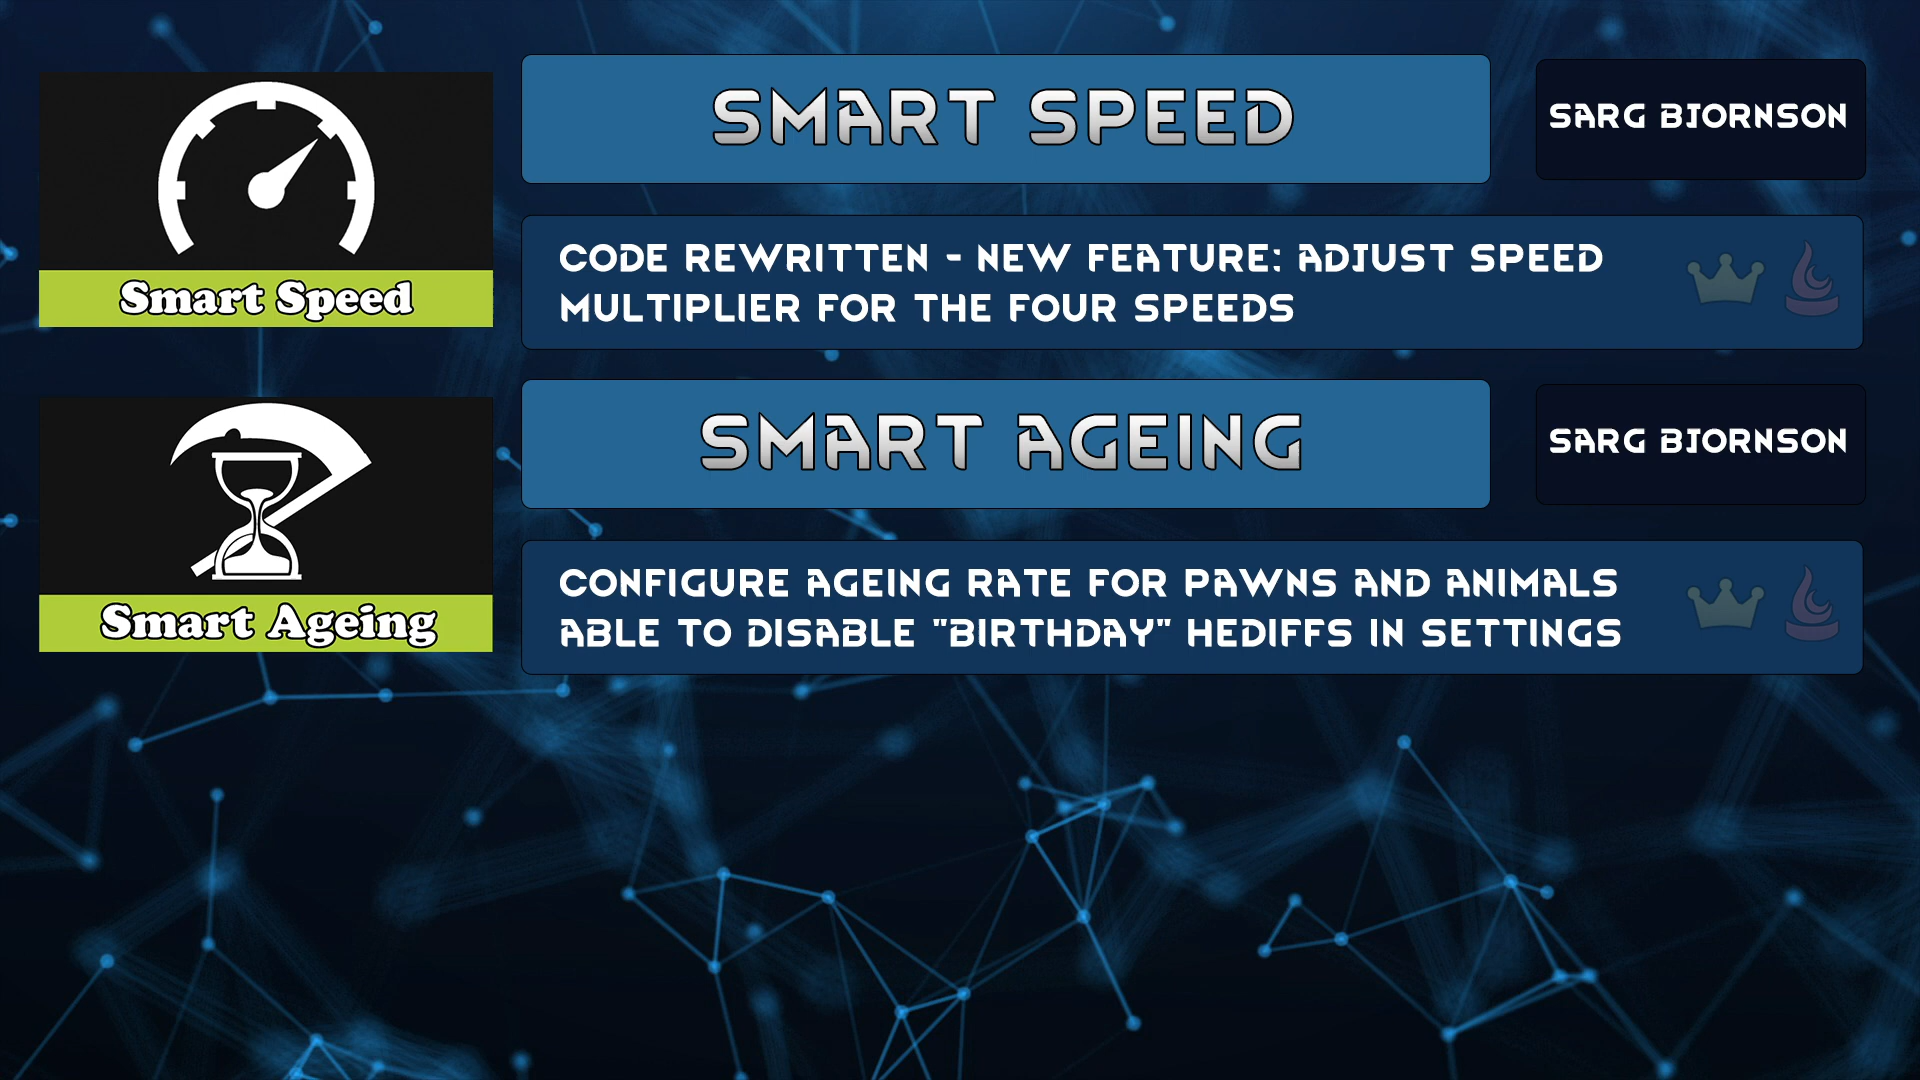 SMART SPEED
SARG BJORNSON
Smart Speed
CODE REWRITTEN - NEW FEATURE: ADJUST SPEED
MULTIPLIER FOR THE FOUR SPEEDS
SMART AGEING
SARG BJORNSON
Smart Ageing
CONFIGURE AGEING RATE FOR PAWNS AND ANIMALS
ABLE TO DISABLE "BIRTHDAY" HEDIFFS IN SETTINGS